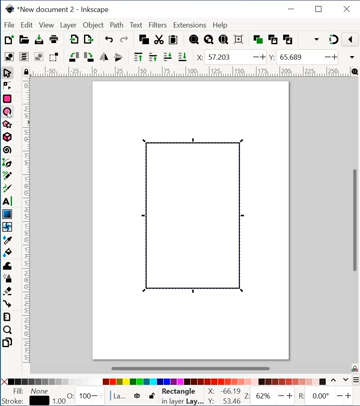 *New document 2 - Inkscape
File Edit View Layer Object Path Text Filters Extensions Help
X: 57.203 Y: 65.689
Fill: None O: 100 La... Rectangle X: -66.19 Z: 62% R: 0.00°
Stroke: 1.00 in layer Lay... Y: 53.46